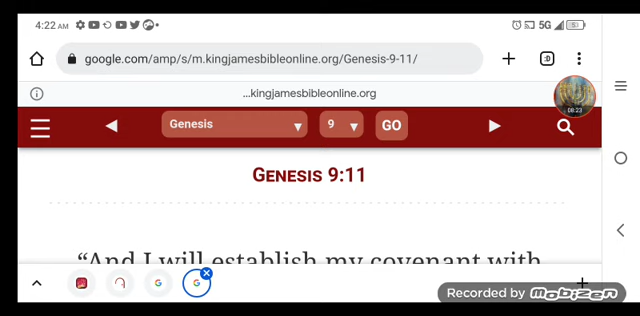 4:22 AM 5G
google.com/amp/s/m.kingjamesbibleonline.org/Genesis-9-11/ :D
...kingjamesbibleonline.org
08:23
Genesis 9 GO
GENESIS 9:11
“And I will establish my covenant with
Recorded by MOBIZEN